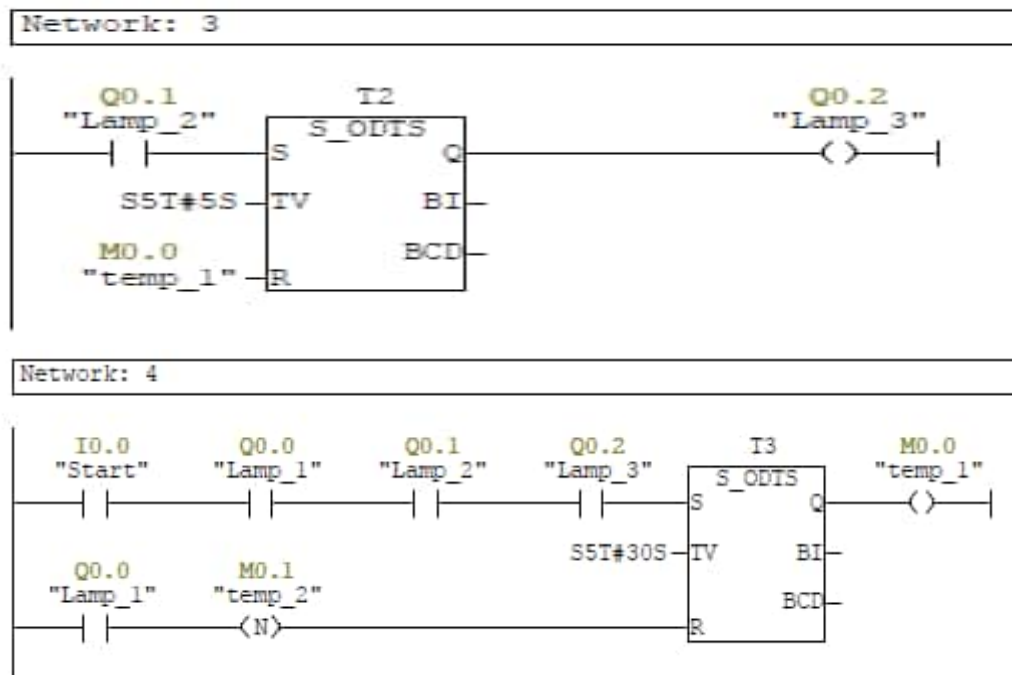 Network: 3
Q0.1 T2 Q0.2
"Lamp_2" S_ODTS "Lamp_3"
S Q
S5T#5S TV BI
M0.0 BCD
"temp_1" R
Network: 4
I0.0 Q0.0 Q0.1 Q0.2 T3 M0.0
"Start" "Lamp_1" "Lamp_2" "Lamp_3" S_ODTS "temp_1"
S Q
S5T#30S TV BI
Q0.0 M0.1
"Lamp_1" "temp_2" BCD
N R